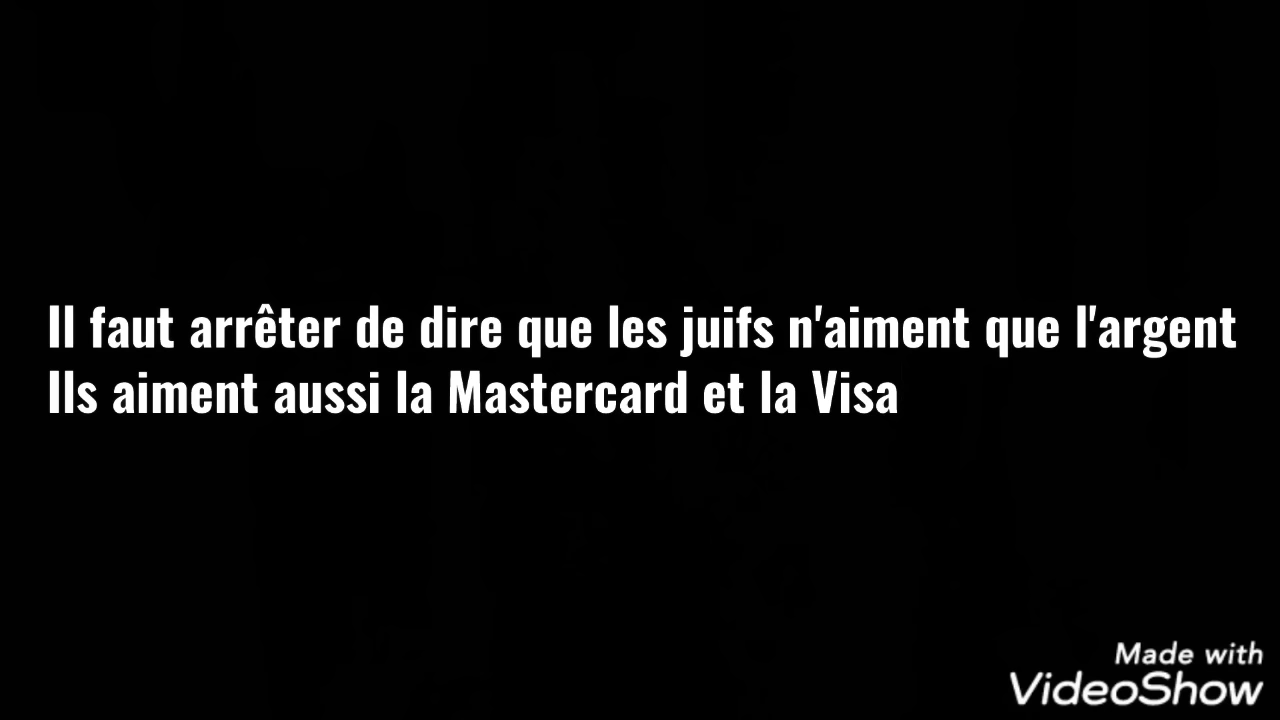 Il faut arrêter de dire que les juifs n'aiment que l'argent
Ils aiment aussi la Mastercard et la Visa
Made with
VideoShow